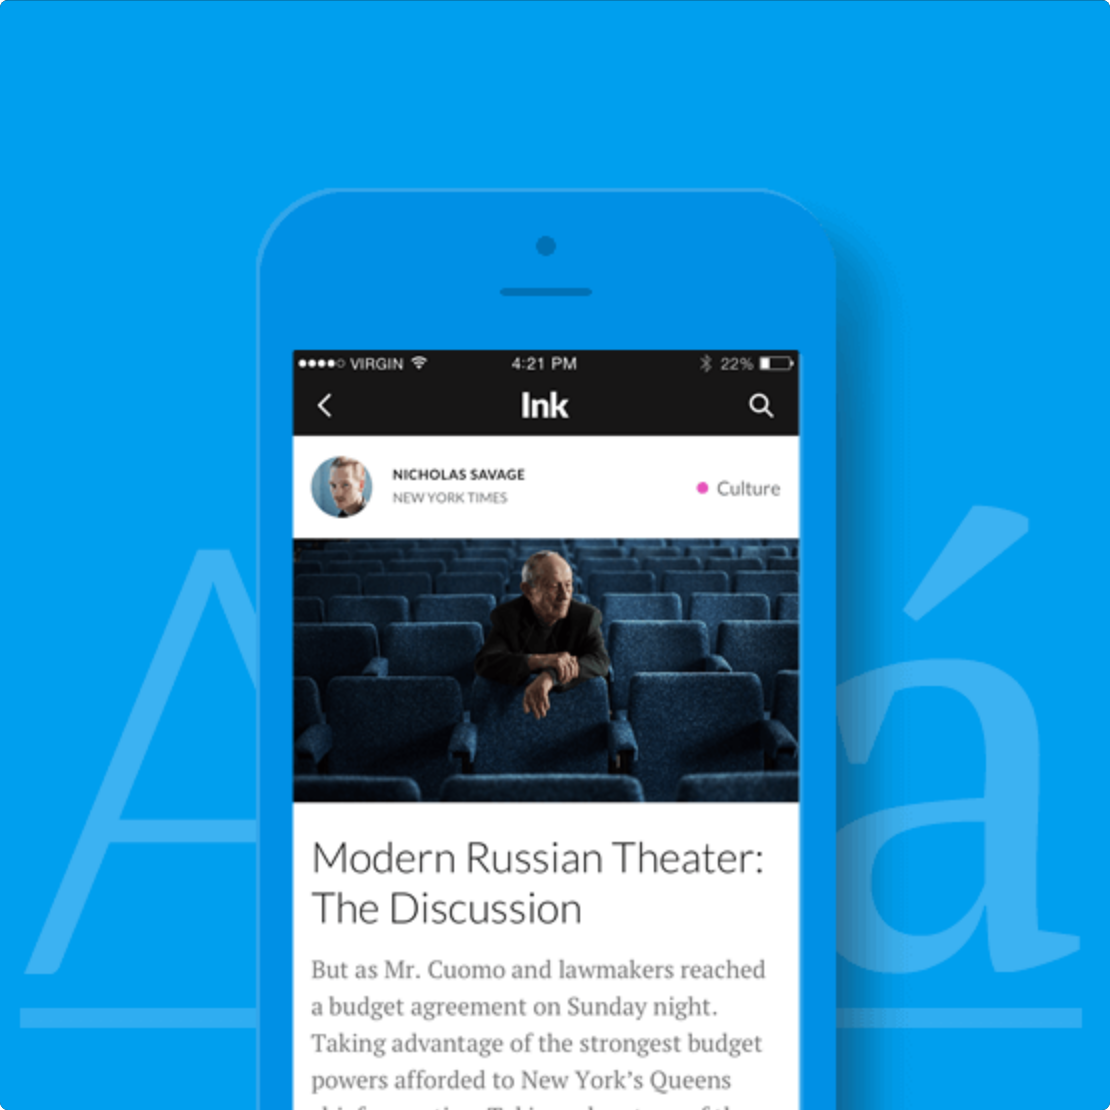 VIRGIN 4:21 PM 22%
Ink
NICHOLAS SAVAGE
NEW YORK TIMES
Culture
A á
Modern Russian Theater:
The Discussion
But as Mr. Cuomo and lawmakers reached
a budget agreement on Sunday night.
Taking advantage of the strongest budget
powers afforded to New York’s Queens